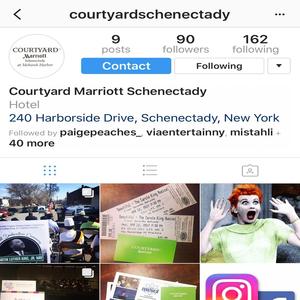 courtyardschenectady
COURTYARD
Marriott
Schenectady
at Mohawk Harbor
9 90 162
posts followers following
Contact Following
Courtyard Marriott Schenectady
Hotel
240 Harborside Drive, Schenectady, New York
Followed by paigepeaches_, viaentertainny, mistahli +
40 more
COURTYARD